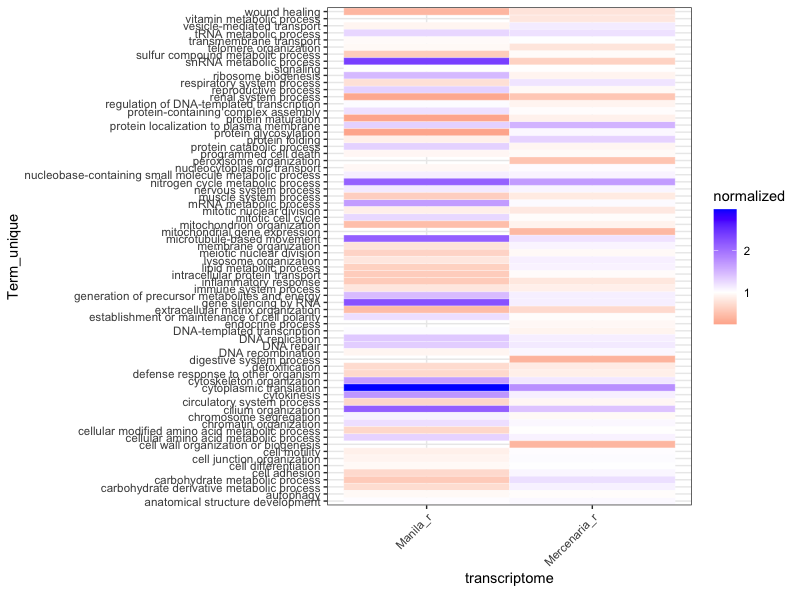 wound healing
vitamin metabolic process
vesicle-mediated transport
tRNA metabolic process
transmembrane transport
telomere organization
sulfur compound metabolic process
snRNA metabolic process
signaling
ribosome biogenesis
respiratory system process
reproductive process
renal system process
regulation of DNA-templated transcription
protein-containing complex assembly
protein maturation
protein localization to plasma membrane
protein glycosylation
protein folding
protein catabolic process
programmed cell death
peroxisome organization
nucleocytoplasmic transport
nucleobase-containing small molecule metabolic process
nitrogen cycle metabolic process
nervous system process
muscle system process
mRNA metabolic process
mitotic nuclear division
mitotic cell cycle
mitochondrion organization
mitochondrial gene expression
microtubule-based movement
membrane organization
meiotic nuclear division
lysosome organization
lipid metabolic process
intracellular protein transport
inflammatory response
immune system process
generation of precursor metabolites and energy
gene silencing by RNA
extracellular matrix organization
establishment or maintenance of cell polarity
endocrine process
DNA-templated transcription
DNA replication
DNA repair
DNA recombination
digestive system process
detoxification
defense response to other organism
cytoskeleton organization
cytoplasmic translation
cytokinesis
circulatory system process
cilium organization
chromosome segregation
chromatin organization
cellular modified amino acid metabolic process
cellular amino acid metabolic process
cell wall organization or biogenesis
cell motility
cell junction organization
cell differentiation
cell adhesion
carbohydrate metabolic process
carbohydrate derivative metabolic process
autophagy
anatomical structure development
Term_unique
Manila_r
Mercenaria_r
transcriptome
normalized
2
1